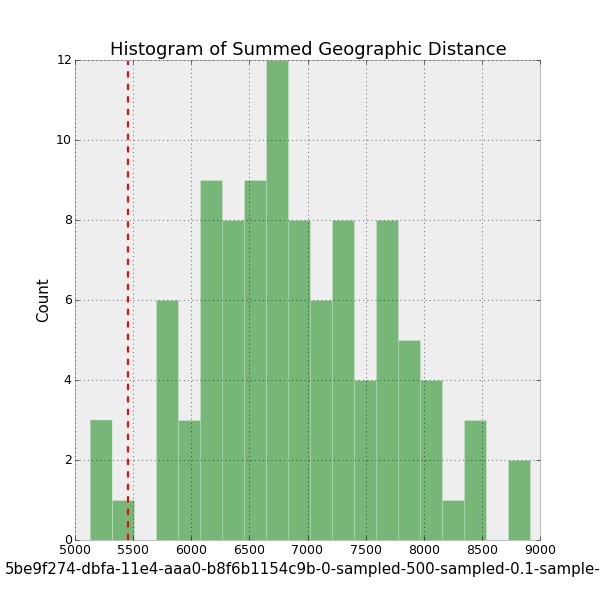 Histogram of Summed Geographic Distance
12
10
8
6
4
2
0
Count
5000 5500 6000 6500 7000 7500 8000 8500 9000
5be9f274-dbfa-11e4-aaa0-b8f6b1154c9b-0-sampled-500-sampled-0.1-sample-